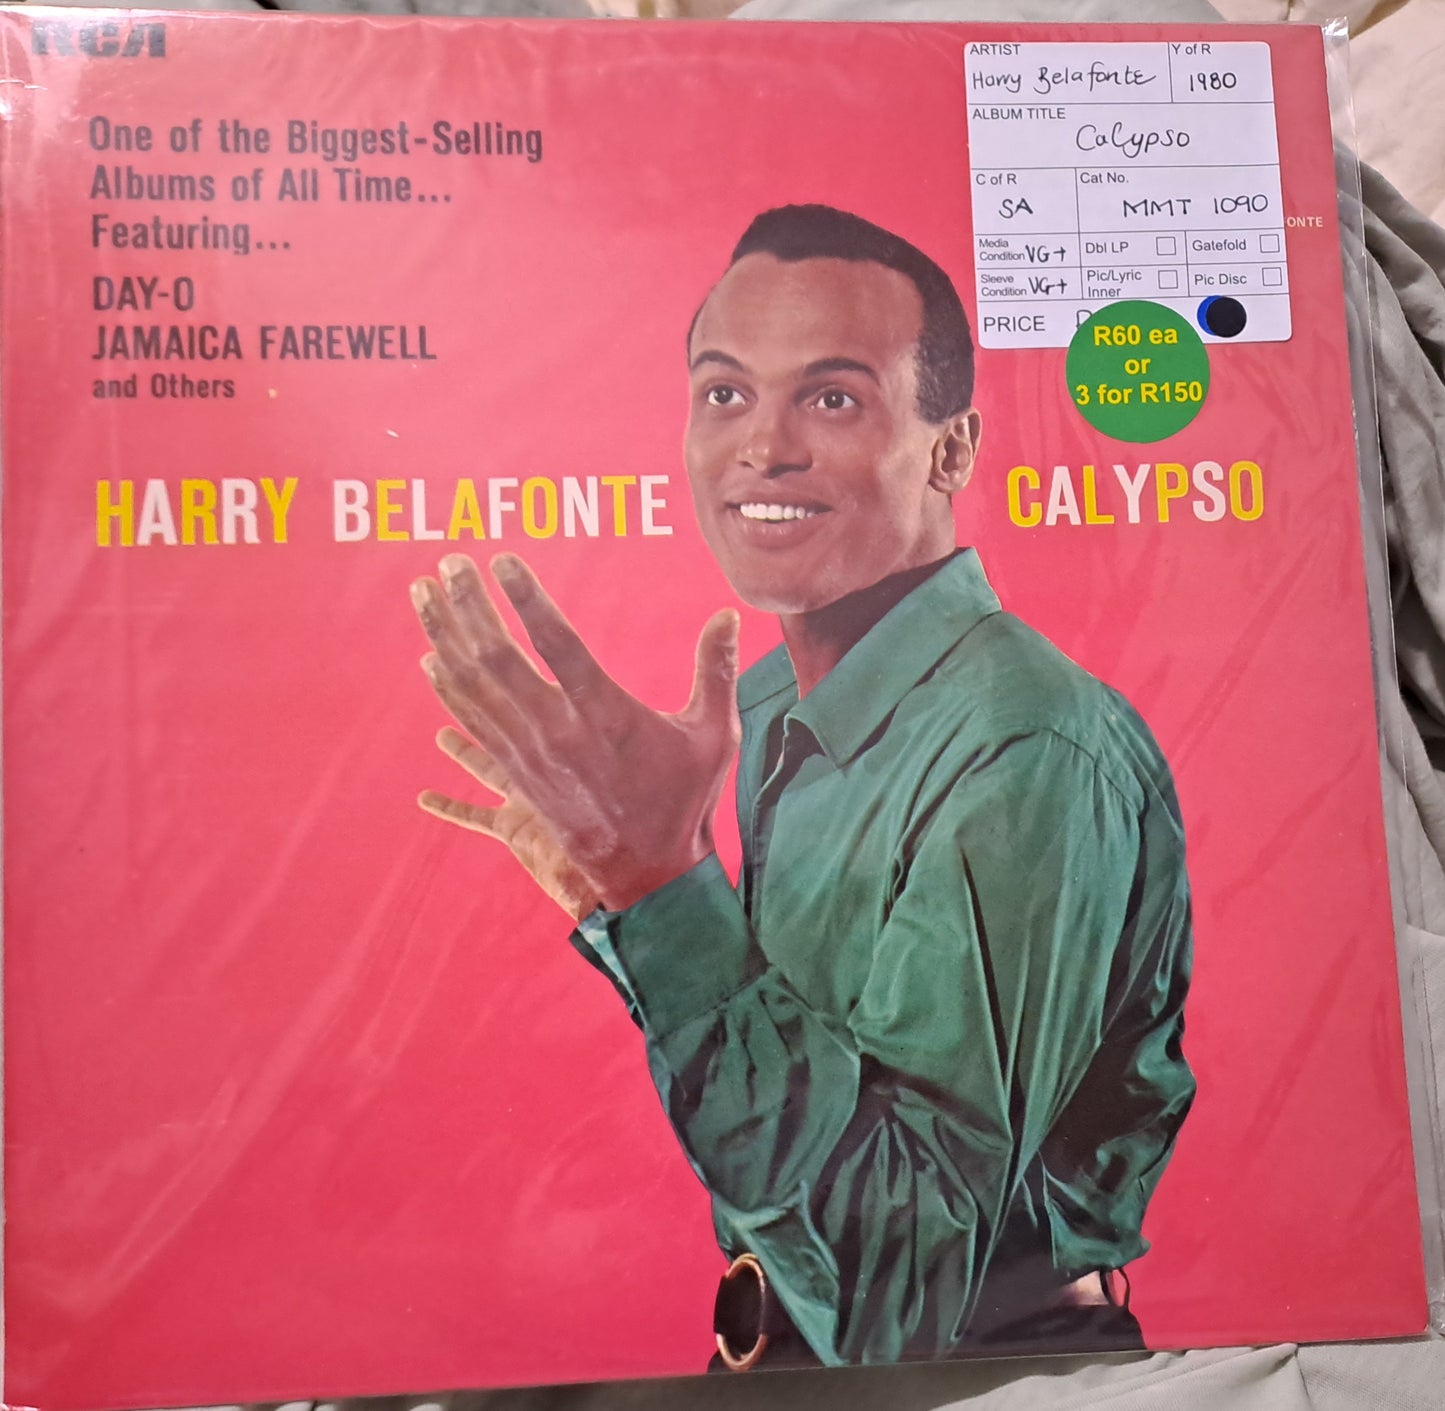 RCA
One of the Biggest-Selling
Albums of All Time...
Featuring...
DAY-O
JAMAICA FAREWELL
and Others
HARRY BELAFONTE CALYPSO
ARTIST Y of R
Harry Belafonte 1980
ALBUM TITLE
Calypso
C of R Cat No.
SA MMT 1090
Media
Condition VG+ Dbl LP Gatefold
Sleeve
Condition VG+ Pic/Lyric
Inner Pic Disc
PRICE
R60 ea
or
3 for R150
ONTE